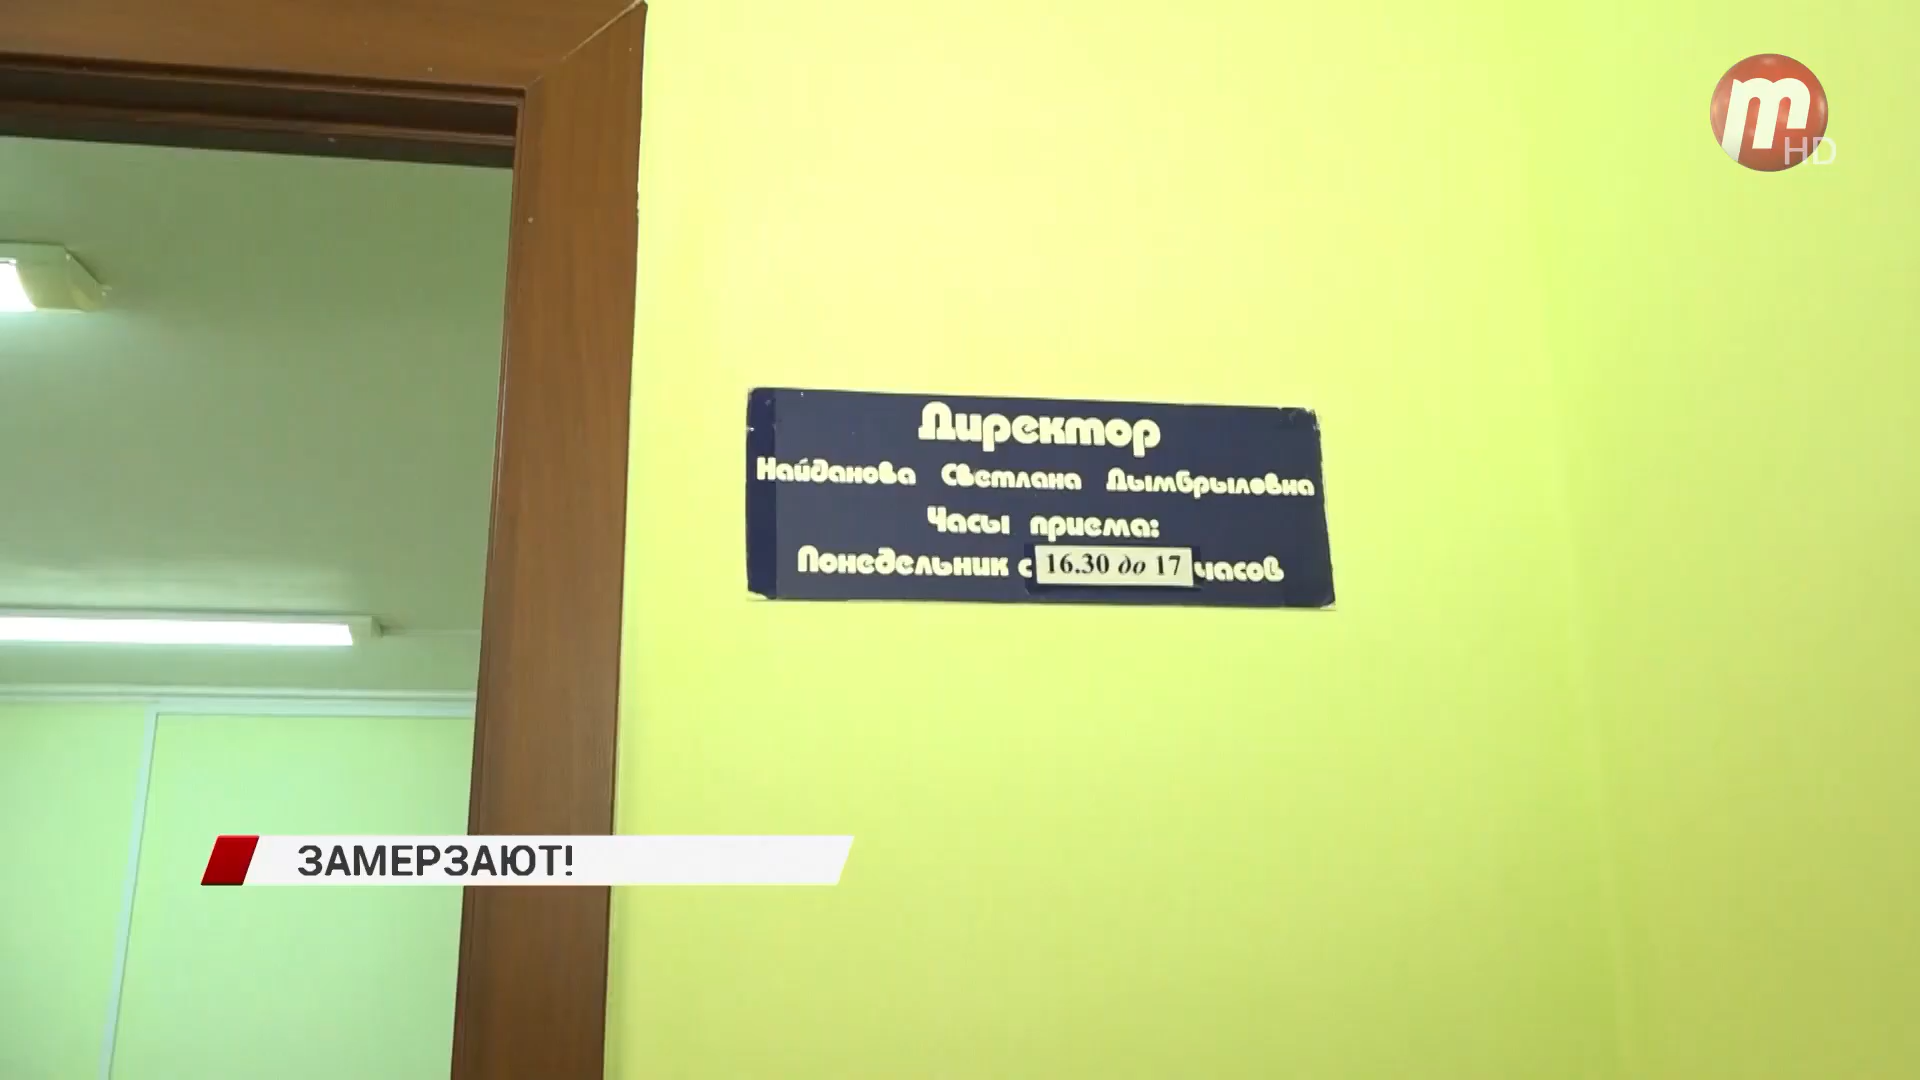 HD
Директор
Найданова Светлана Дымбрыловна
Часы приема:
Понедельник с 16.30 до 17 часов
ЗАМЕРЗАЮТ!